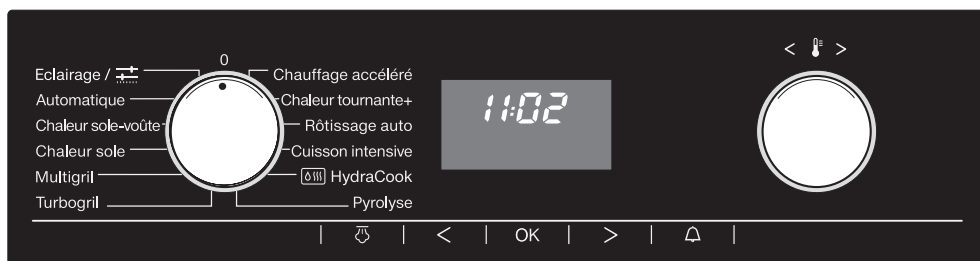 0
Eclairage /
Automatique
Chaleur sole-voûte
Chaleur sole
Multigril
Turbogril
Chauffage accéléré
Chaleur tournante+
Rôtissage auto
Cuisson intensive
HydraCook
Pyrolyse
11:02
< >
< OK >